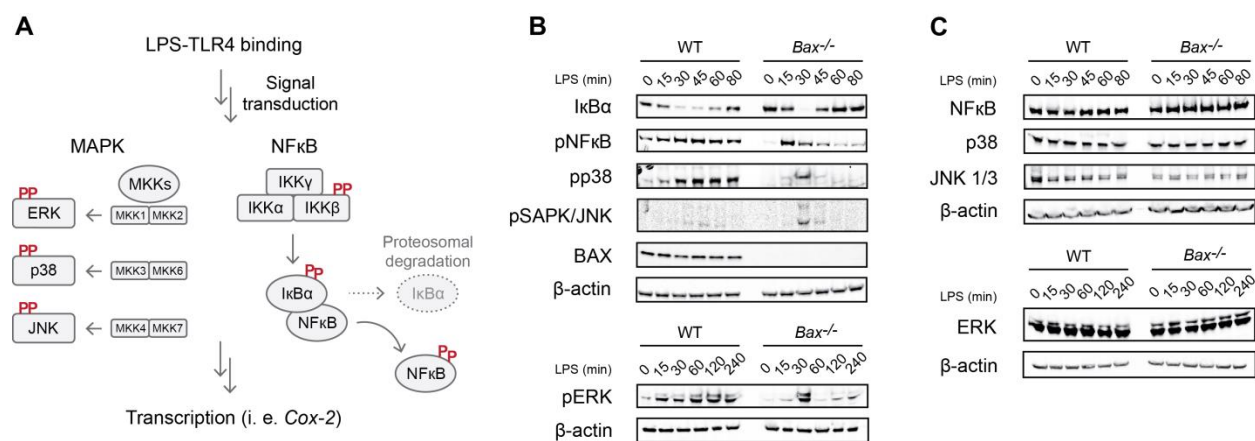 A
LPS-TLR4 binding
Signal
transduction
MAPK
NFκB
MKKs
PP
ERK
MKK1 MKK2
PP
p38
MKK3 MKK6
PP
JNK
MKK4 MKK7
IKKγ
PP
IKKα IKKβ
Proteosomal
degradation
PP
IκBα
IκBα
NFκB
PP
NFκB
Transcription (i. e. Cox-2)
B
WT Bax-/-
LPS (min) 0 15 30 45 60 80 0 15 30 45 60 80
IκBα
pNFκB
pp38
pSAPK/JNK
BAX
β-actin
WT Bax-/-
LPS (min) 0 15 30 60 120 240 0 15 30 60 120 240
pERK
β-actin
C
WT Bax-/-
LPS (min) 0 15 30 45 60 80 0 15 30 45 60 80
NFκB
p38
JNK 1/3
β-actin
WT Bax-/-
LPS (min) 0 15 30 60 120 240 0 15 30 60 120 240
ERK
β-actin